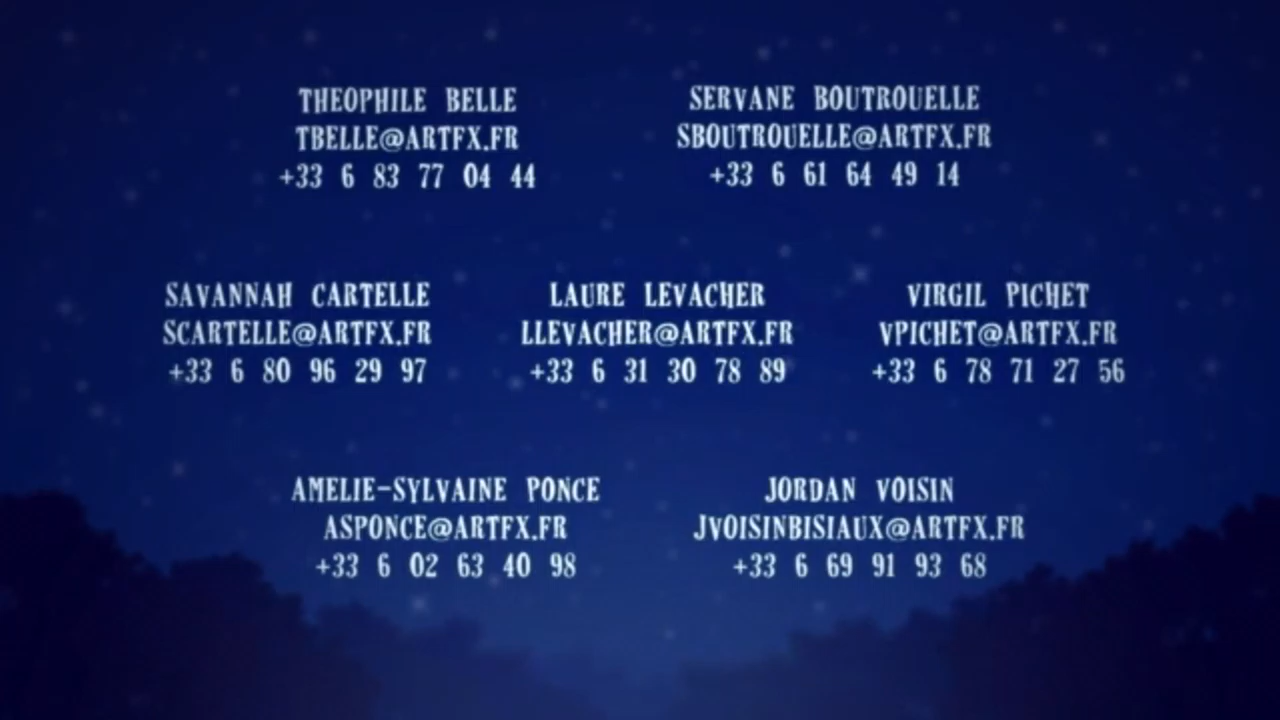 THEOPHILE BELLE
TBELLE@ARTFX.FR
+33 6 83 77 04 44
SERVANE BOUTROUELLE
SBOUTROUELLE@ARTFX.FR
+33 6 61 64 49 14
SAVANNAH CARTELLE
SCARTELLE@ARTFX.FR
+33 6 80 96 29 97
LAURE LEVACHER
LLEVACHER@ARTFX.FR
+33 6 31 30 78 89
VIRGIL PICHET
VPICHET@ARTFX.FR
+33 6 78 71 27 56
AMELIE-SYLVAINE PONCE
ASPONCE@ARTFX.FR
+33 6 02 63 40 98
JORDAN VOISIN
JVOISINBISIAUX@ARTFX.FR
+33 6 69 91 93 68